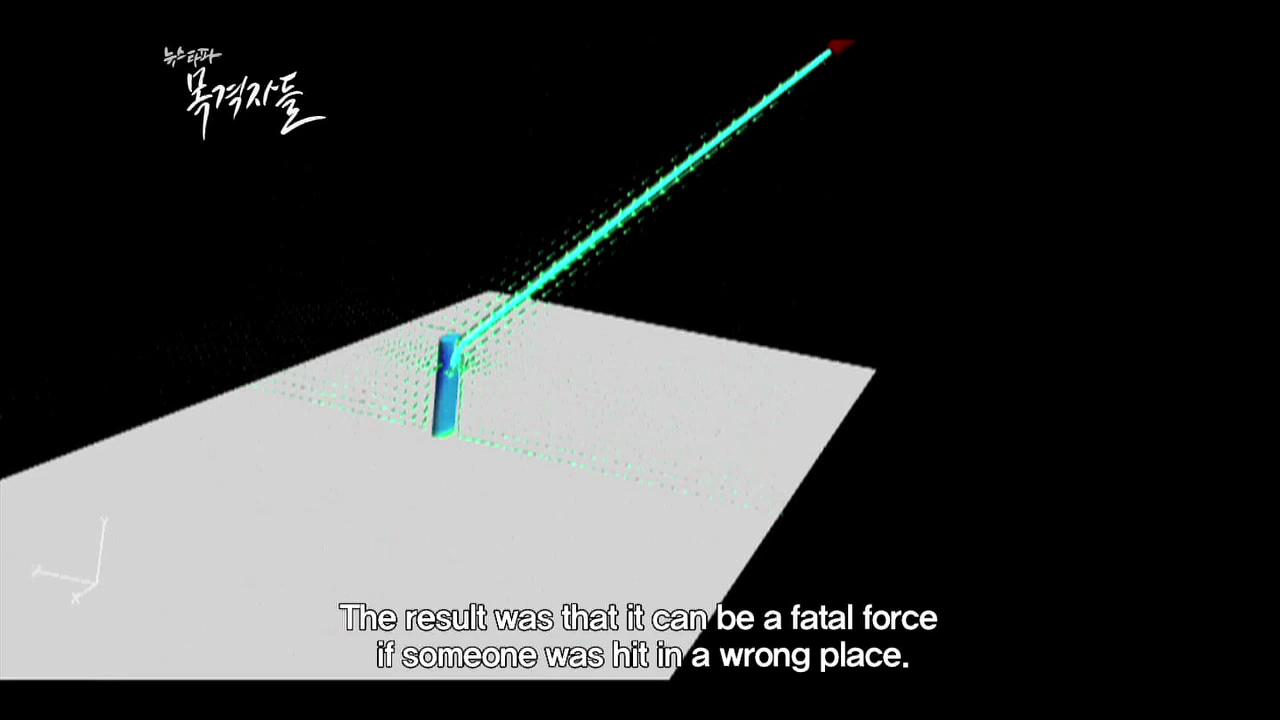 뉴스타파
목격자들
Y
X
The result was that it can be a fatal force
if someone was hit in a wrong place.